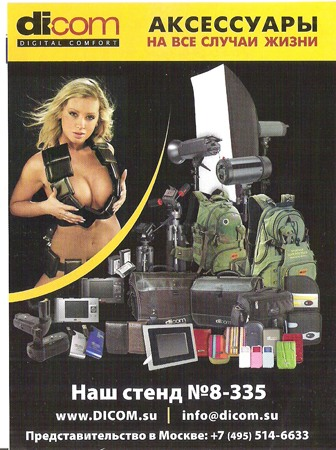 dicom
DIGITAL COMFORT
АКСЕССУАРЫ
НА ВСЕ СЛУЧАИ ЖИЗНИ
dicom
Наш стенд №8-335
www.DICOM.su | info@dicom.su
Представительство в Москве: +7 (495) 514-6633